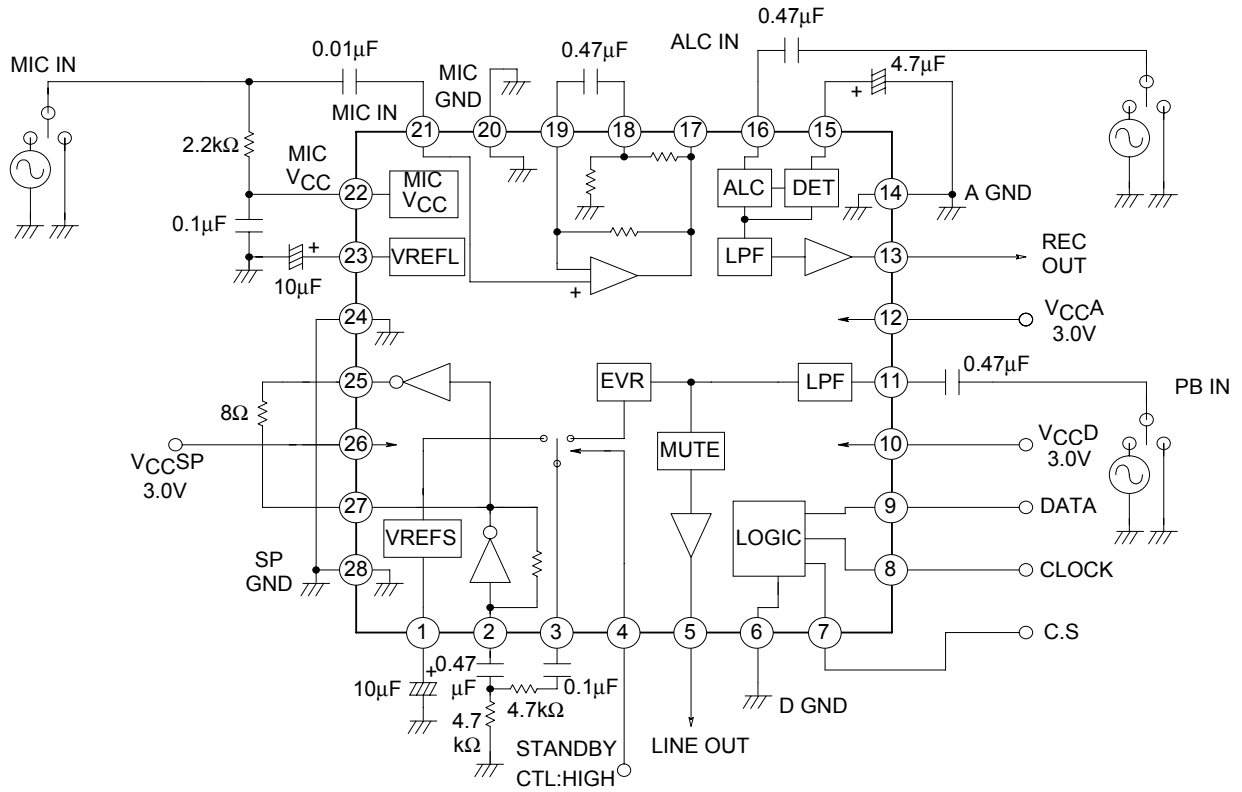 0.47µF
ALC IN
0.01µF
0.47µF
4.7µF
MIC IN
MIC
GND
MIC IN
21
20
19
18
17
16
15
2.2kΩ
MIC
VCC
22
MIC
VCC
ALC
DET
14
A GND
0.1µF
23
VREFL
LPF
13
REC
OUT
10µF
+
+
+
24
12
VCCA
3.0V
25
EVR
LPF
11
0.47µF
PB IN
8Ω
26
MUTE
10
VCCD
3.0V
VCCSP
3.0V
27
VREFS
LOGIC
9
DATA
SP
GND
28
8
CLOCK
1
2
3
4
5
6
7
C.S
+
10µF
0.47
µF
0.1µF
4.7kΩ
4.7
kΩ
D GND
STANDBY
CTL:HIGH
LINE OUT